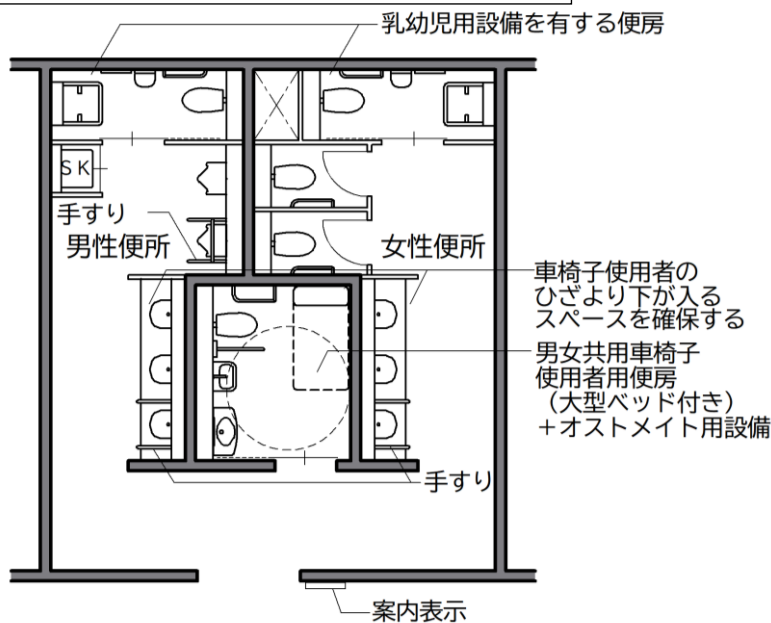 乳幼児用設備を有する便房
SK
手すり
男性便所
女性便所
車椅子使用者の
ひざより下が入る
スペースを確保する
男女共用車椅子
使用者用便房
（大型ベッド付き）
＋オストメイト用設備
手すり
案内表示